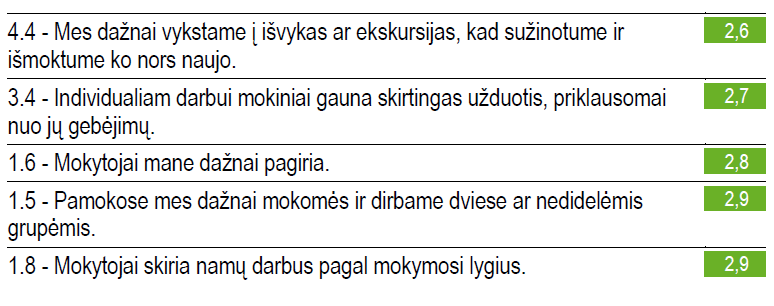 4.4 - Mes dažnai vykstame į išvykas ar ekskursijas, kad sužinotume ir 2,6
išmoktume ko nors naujo.
3.4 - Individualiam darbui mokiniai gauna skirtingas užduotis, priklausomai 2,7
nuo jų gebėjimų.
1.6 - Mokytojai mane dažnai pagiria. 2,8
1.5 - Pamokose mes dažnai mokomės ir dirbame dviese ar nedidelėmis 2,9
grupėmis.
1.8 - Mokytojai skiria namų darbus pagal mokymosi lygius. 2,9